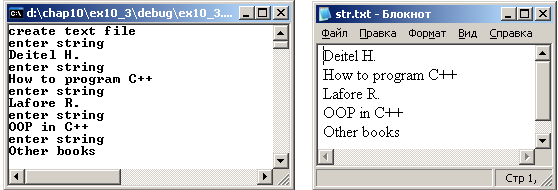 d:\chap10\ex10_3\debug\ex10_3....
create text file
enter string
Deitel H.
enter string
How to program C++
enter string
Lafore R.
enter string
OOP in C++
enter string
Other books
str.txt - Блокнот
Файл Правка Формат Вид Справка
Deitel H.
How to program C++
Lafore R.
OOP in C++
Other books
Стр 1,